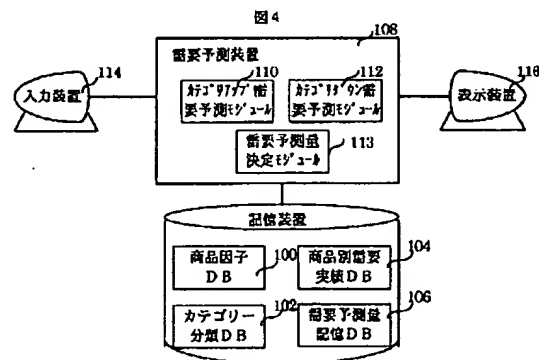 図4
108
需要予測装置
114
入力装置
110
カテゴリアップ需
要予測モジュール
112
カテゴリダウン需
要予測モジュール
116
表示装置
需要予測量
決定モジュール
113
記憶装置
商品因子
DB
100
商品別需要
実績DB
104
カテゴリー
分類DB
102
需要予測量
記憶DB
106